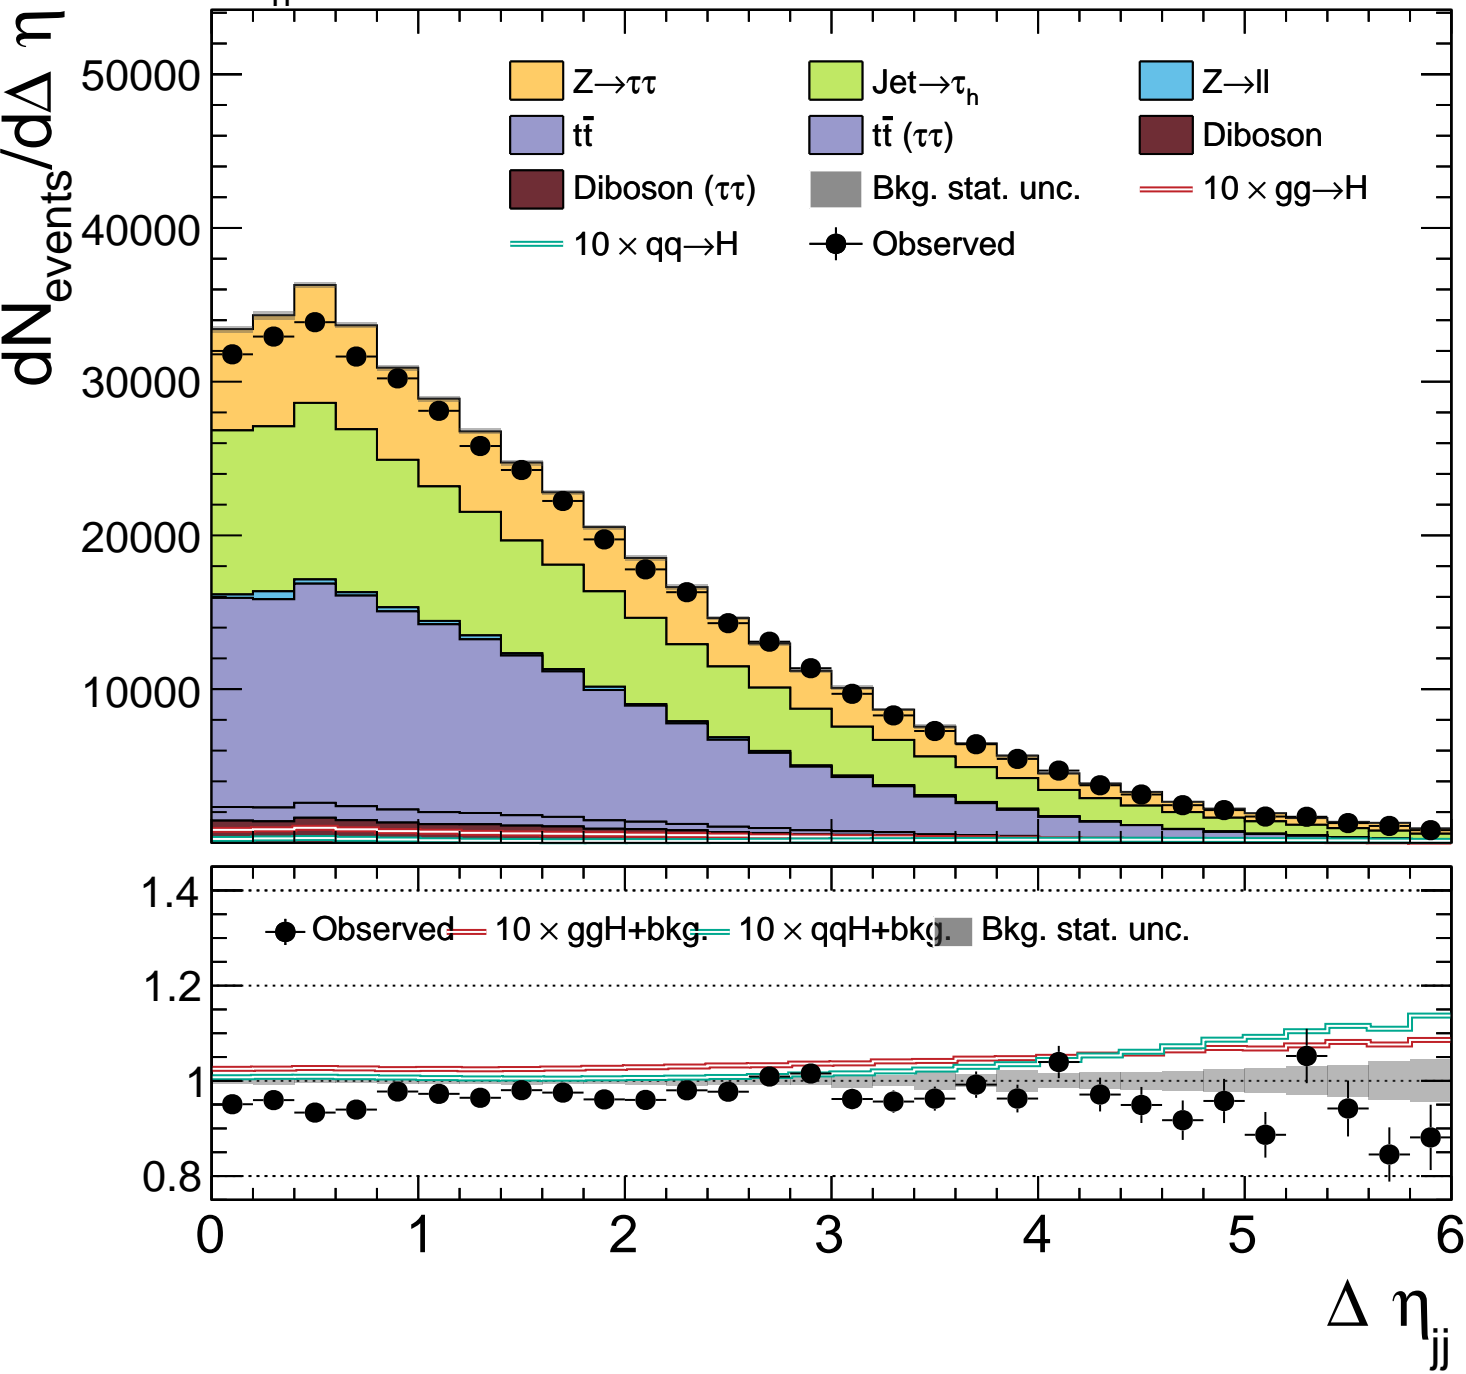 dN_events/dΔ η
50000
40000
30000
20000
10000
Z→ττ Jet→τ_h Z→ll
tt̄ tt̄ (ττ) Diboson
Diboson (ττ) Bkg. stat. unc. 10 × gg→H
10 × qq→H Observed
1.4
1.2
1
0.8
Observed 10 × ggH+bkg. 10 × qqH+bkg. Bkg. stat. unc.
0 1 2 3 4 5 6
Δ η_jj